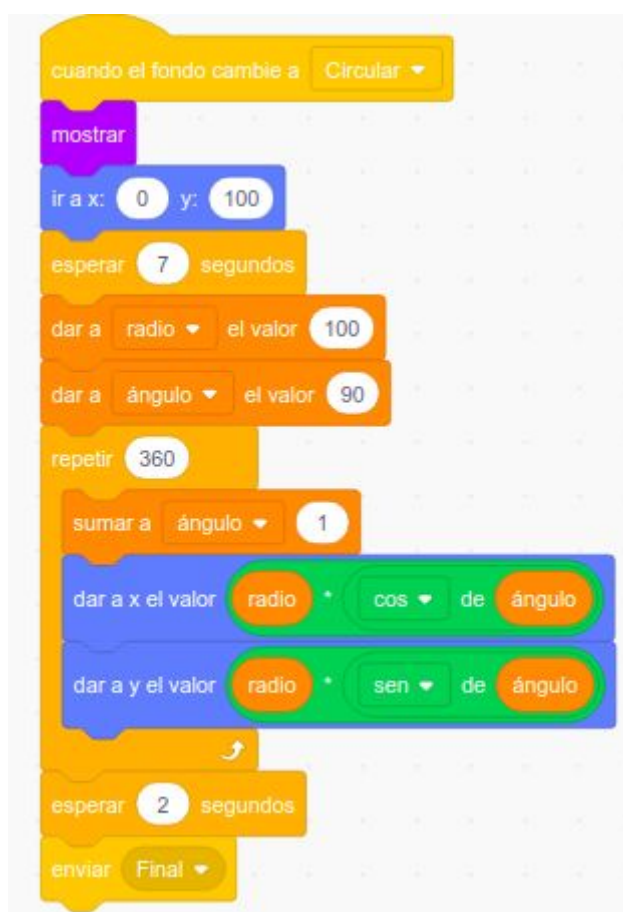 cuando el fondo cambie a Circular
mostrar
ir a x: 0 y: 100
esperar 7 segundos
dar a radio el valor 100
dar a ángulo el valor 90
repetir 360
sumar a ángulo 1
dar a x el valor radio * cos de ángulo
dar a y el valor radio * sen de ángulo
esperar 2 segundos
enviar Final